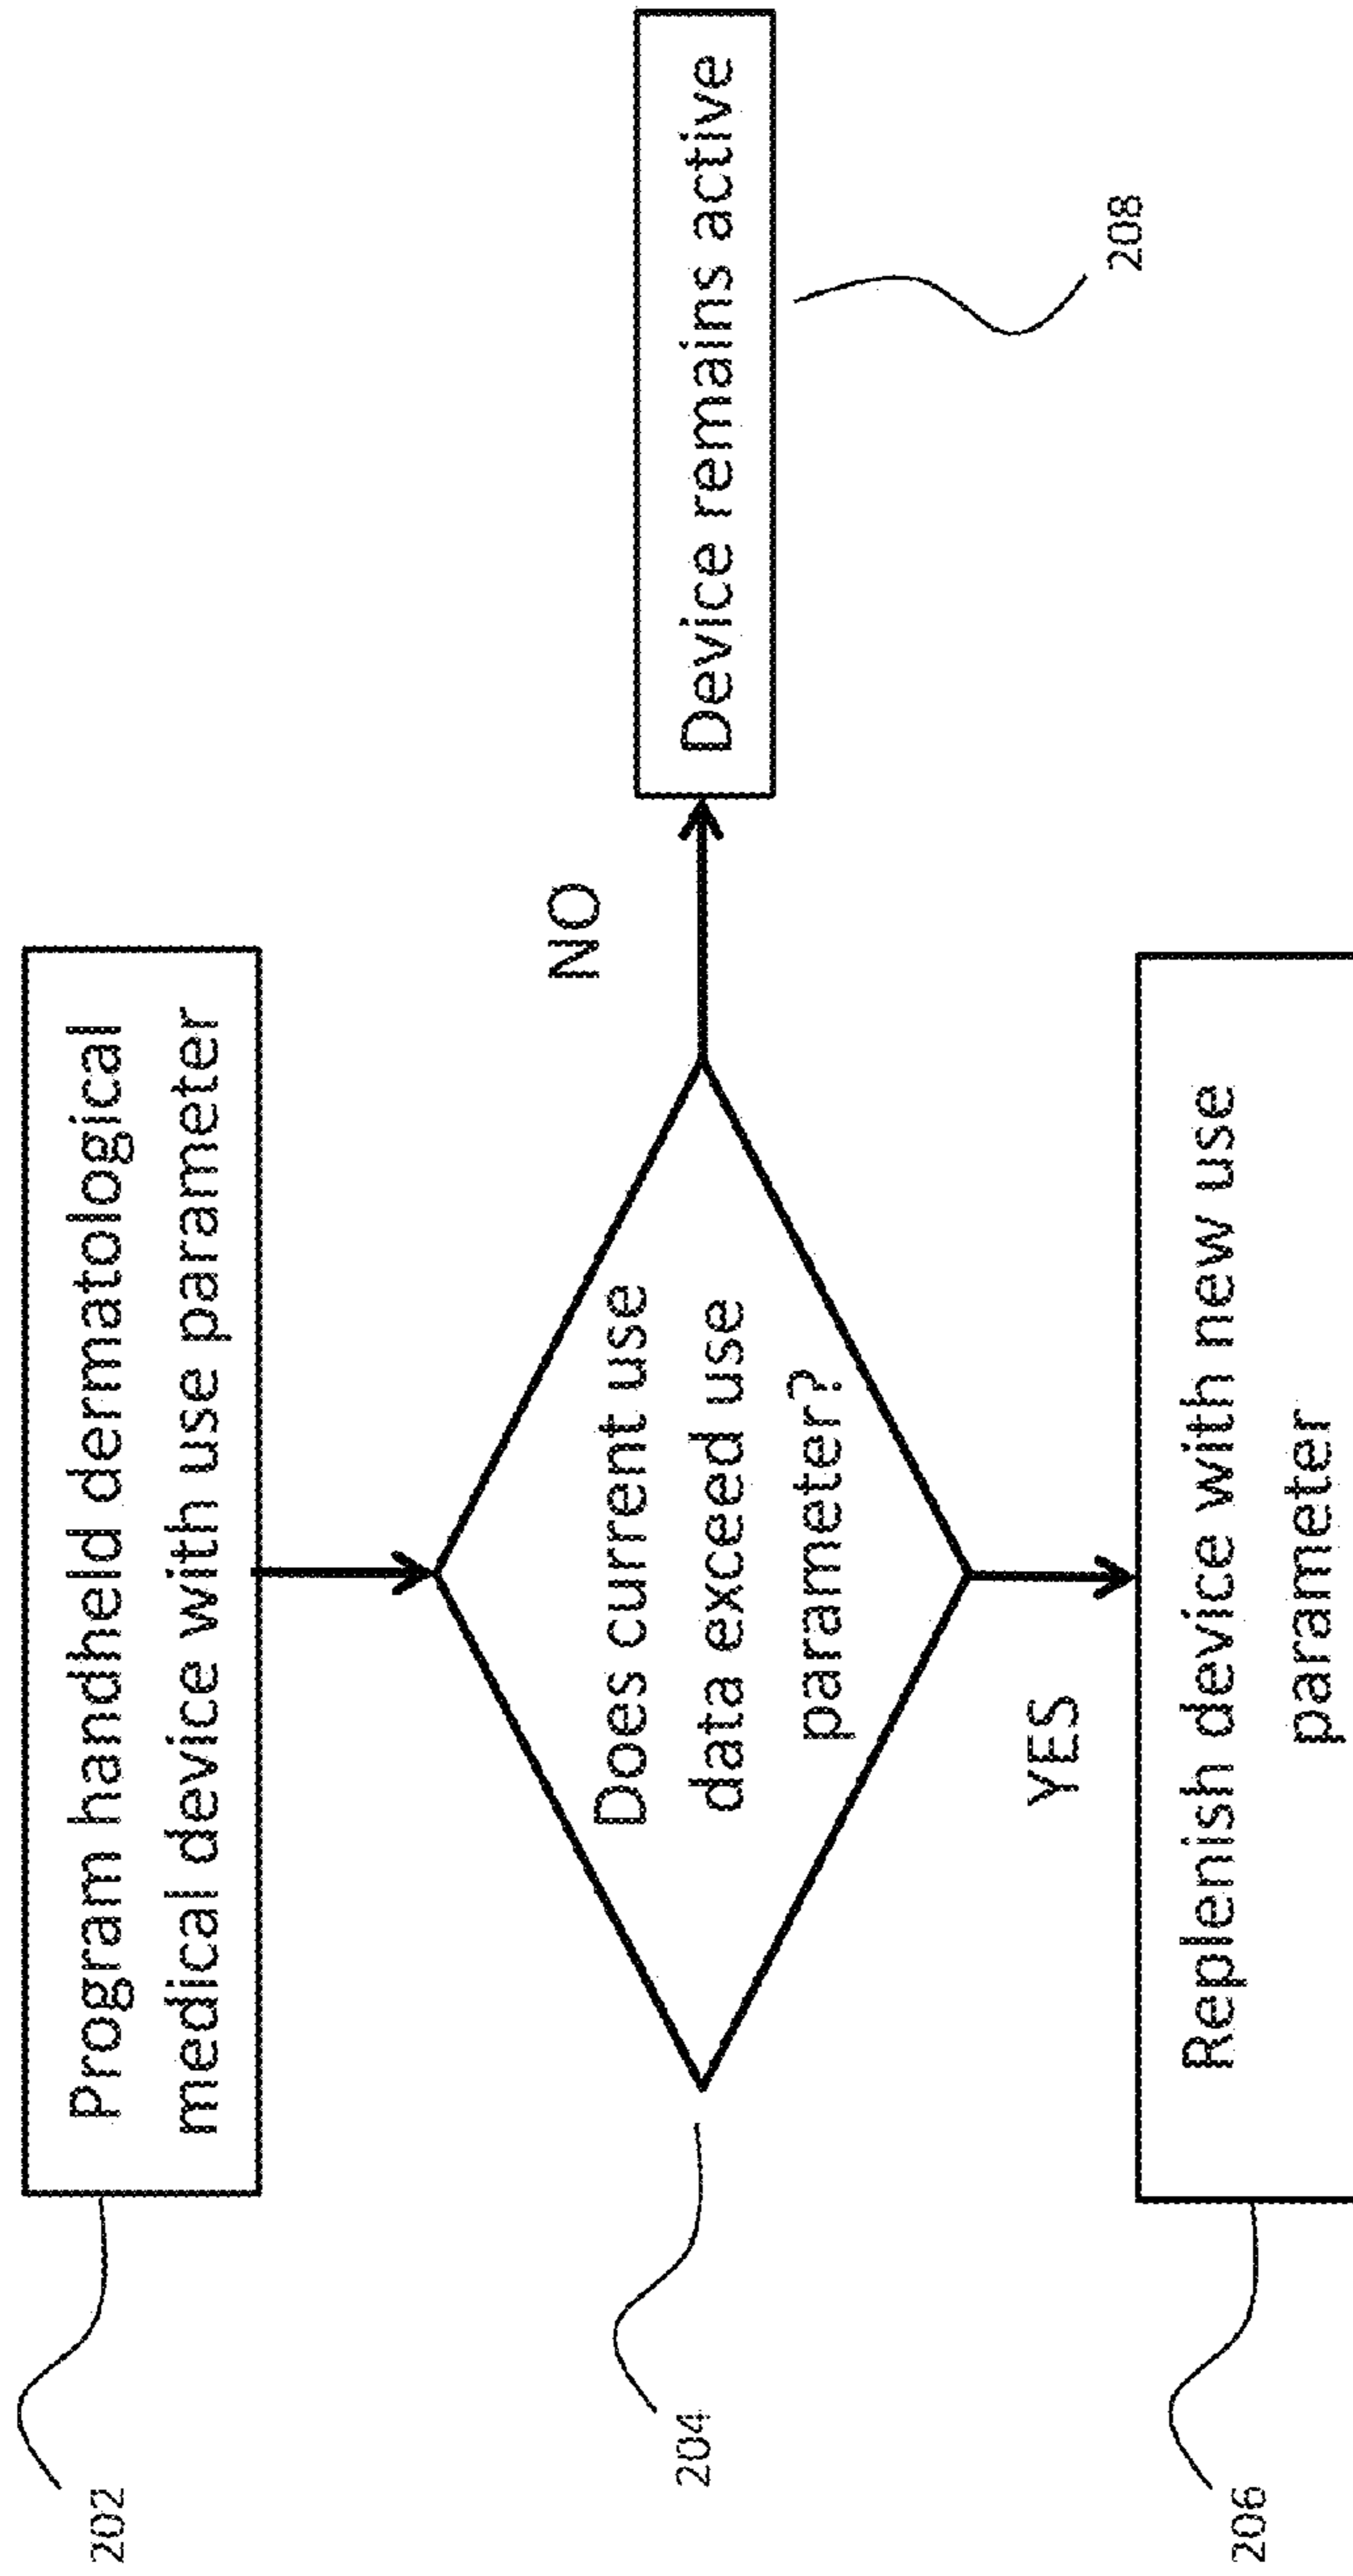 202
Program handheld dermatological
medical device with use parameter
204
Does current use
data exceed use
parameter?
NO
Device remains active
208
YES
206
Replenish device with new use
parameter